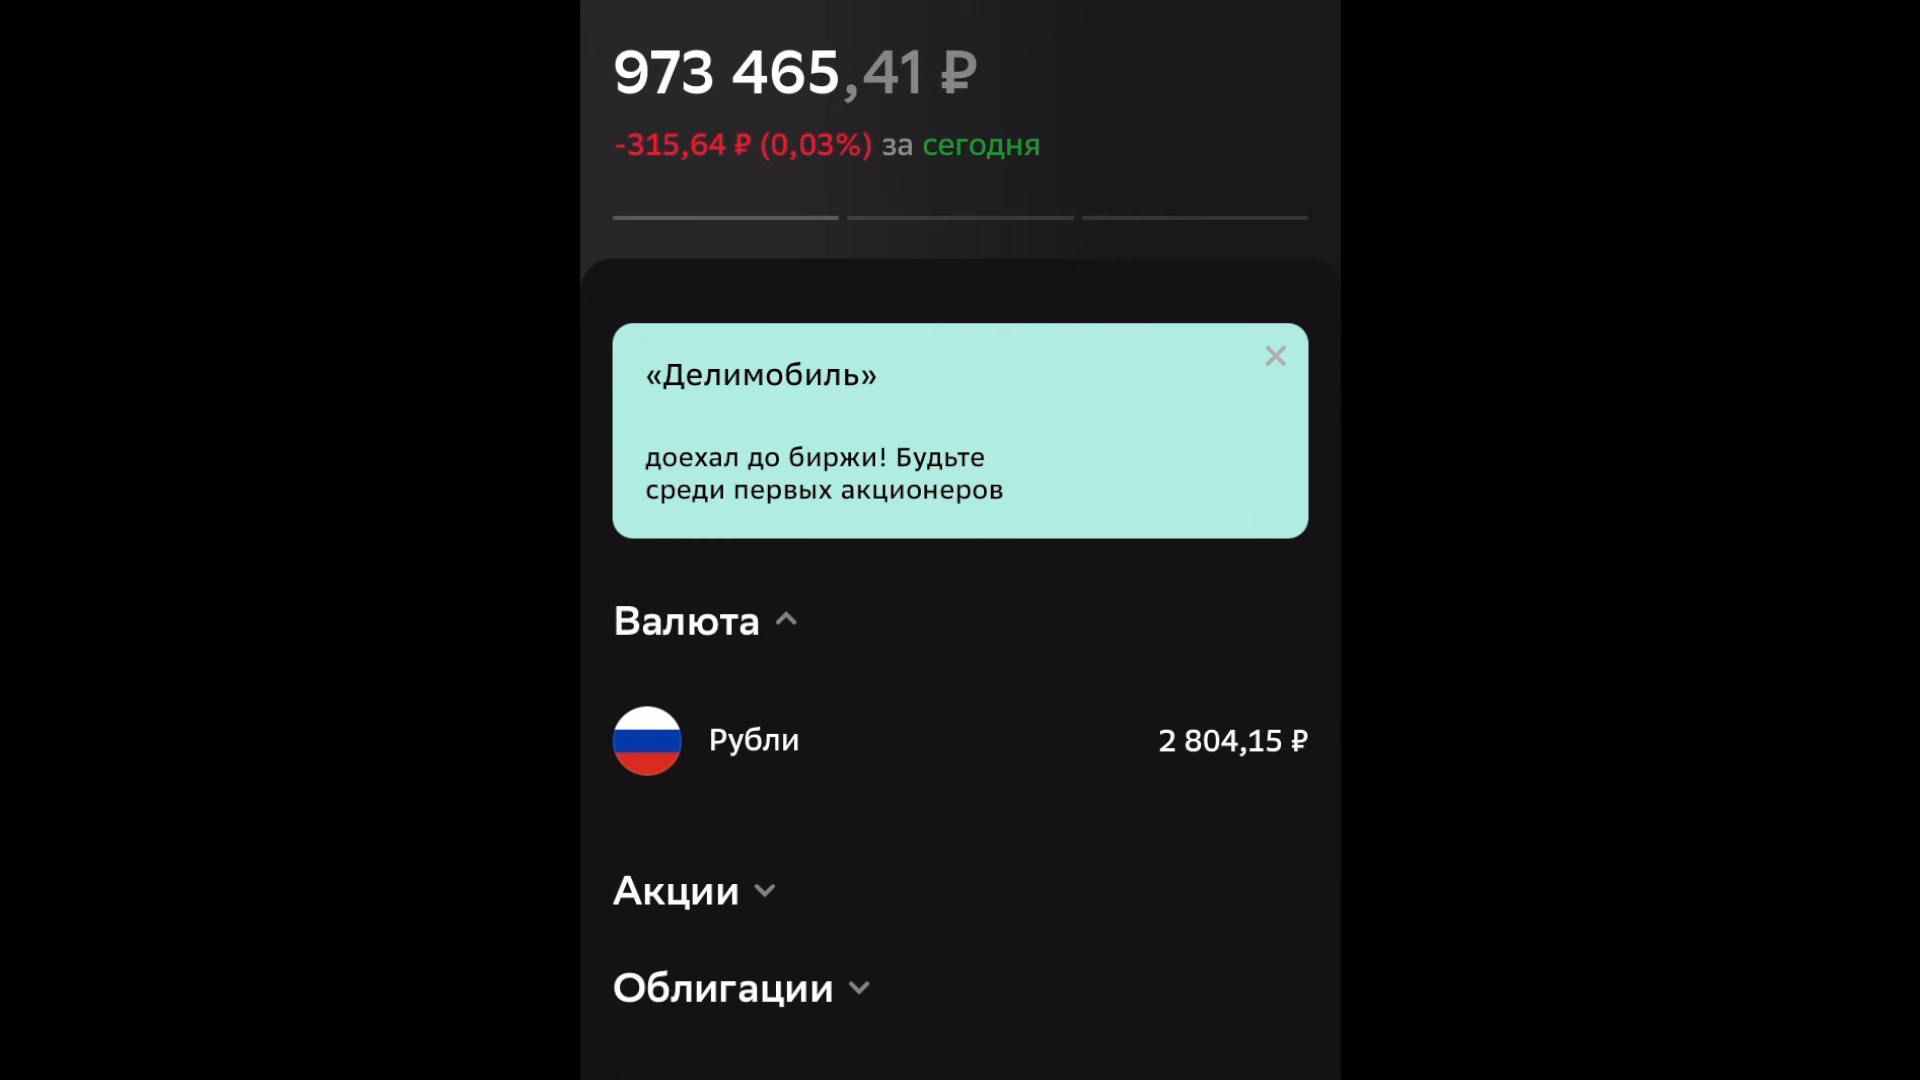 973 465,41 ₽
-315,64 ₽ (0,03%) за сегодня
«Делимобиль»
доехал до биржи! Будьте
среди первых акционеров
Валюта
Рубли 2 804,15 ₽
Акции
Облигации